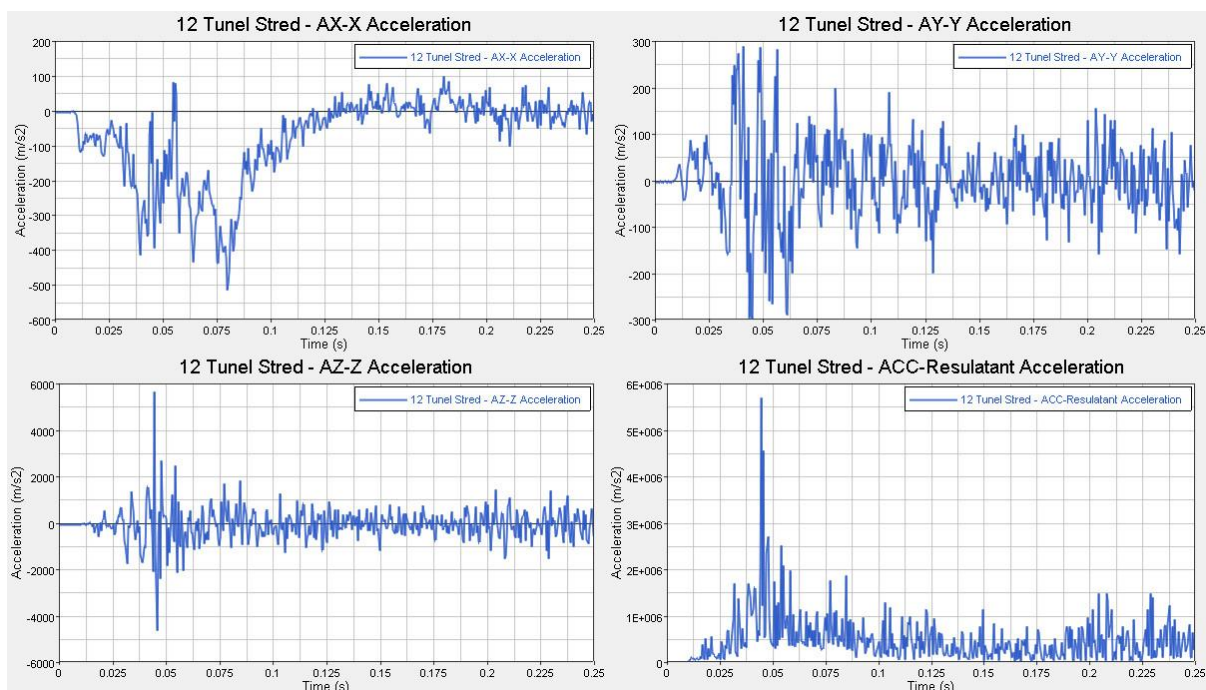 12 Tunel Stred - AX-X Acceleration
12 Tunel Stred - AX-X Acceleration
Acceleration (m/s2)
200
100
0
-100
-200
-300
-400
-500
-600
0 0.025 0.05 0.075 0.1 0.125 0.15 0.175 0.2 0.225 0.25
Time (s)
12 Tunel Stred - AY-Y Acceleration
12 Tunel Stred - AY-Y Acceleration
Acceleration (m/s2)
300
200
100
0
-100
-200
-300
0 0.025 0.05 0.075 0.1 0.125 0.15 0.175 0.2 0.225 0.25
Time (s)
12 Tunel Stred - AZ-Z Acceleration
12 Tunel Stred - AZ-Z Acceleration
Acceleration (m/s2)
6000
4000
2000
0
-2000
-4000
-6000
0 0.025 0.05 0.075 0.1 0.125 0.15 0.175 0.2 0.225 0.25
Time (s)
12 Tunel Stred - ACC-Resulatant Acceleration
12 Tunel Stred - ACC-Resulatant Acceleration
Acceleration (m/s2)
6E+006
5E+006
4E+006
3E+006
2E+006
1E+006
0
0 0.025 0.05 0.075 0.1 0.125 0.15 0.175 0.2 0.225 0.25
Time (s)